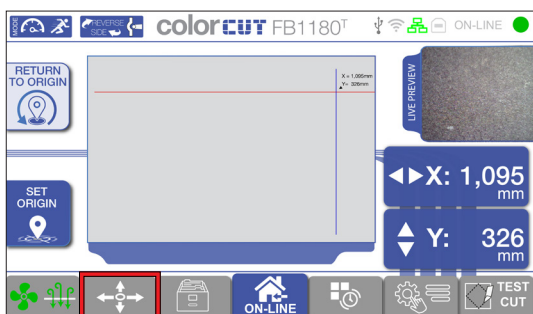 MODE
REVERSE
SIDE
colorCUT FB1180T
ON-LINE
RETURN
TO ORIGIN
X = 1,095mm
Y= 326mm
LIVE PREVIEW
SET
ORIGIN
X: 1,095
mm
Y: 326
mm
ON-LINE
TEST
CUT